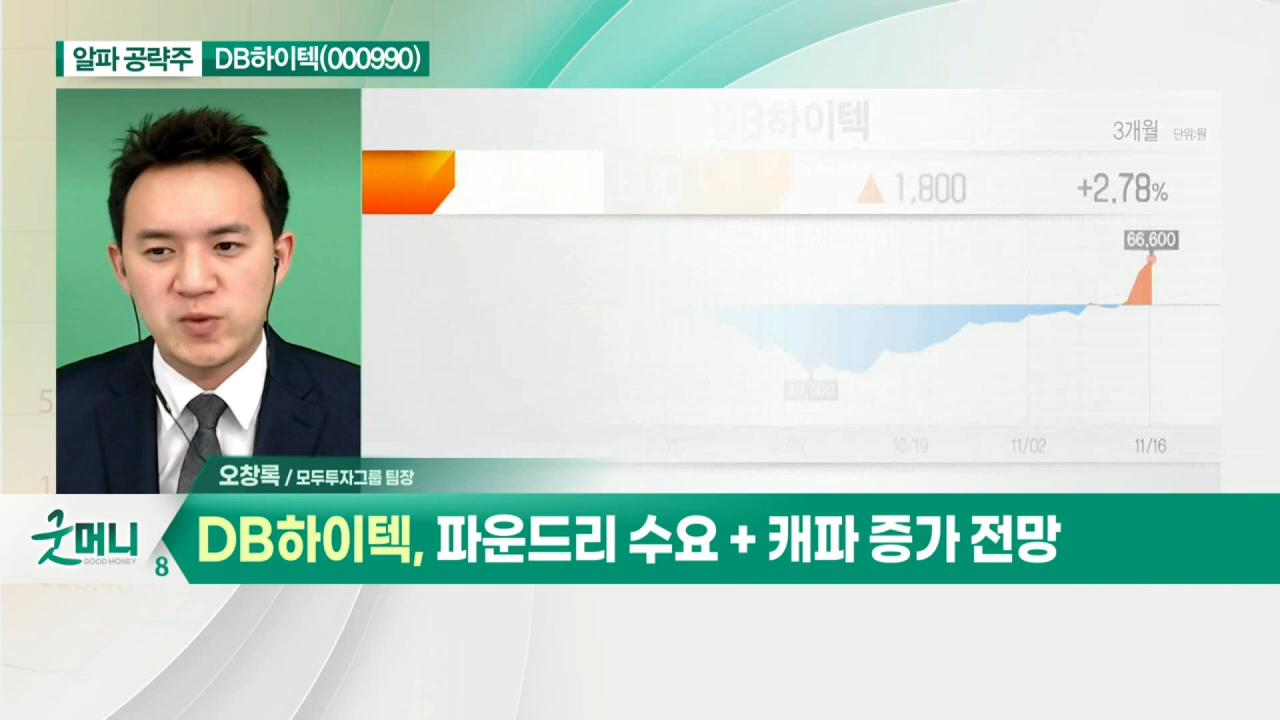 알파 공략주 DB하이텍(000990)
DB하이텍
3개월 단위:원
▲1,800 +2.78%
66,600
10/19 11/02 11/16
오창록 / 모두투자그룹 팀장
굿머니
GOOD MONEY
8
DB하이텍, 파운드리 수요 + 캐파 증가 전망